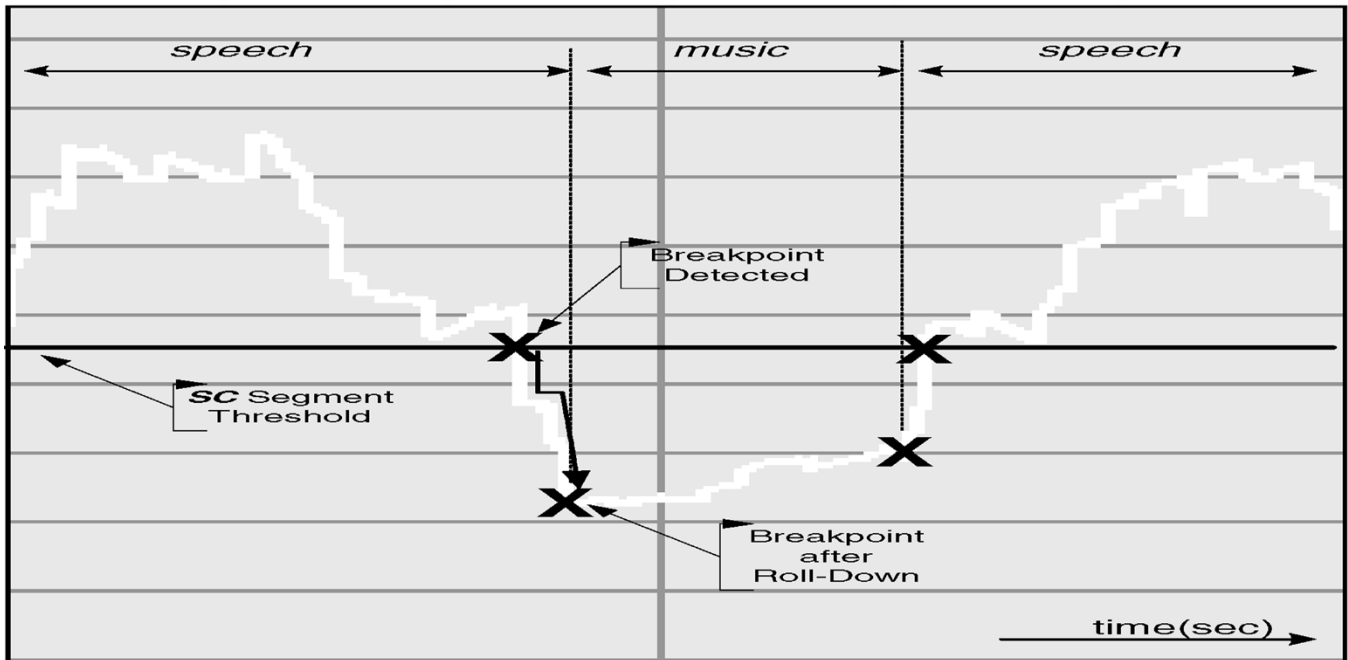 speech
music
speech
Breakpoint
Detected
SC Segment
Threshold
Breakpoint
after
Roll-Down
time(sec)